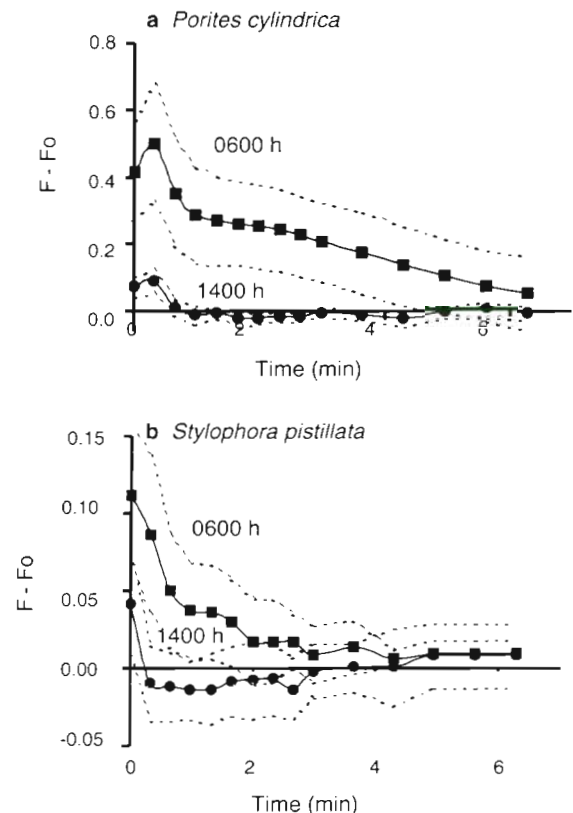 a Porites cylindrica
0.8
0.6
0600 h
F - Fo
0.4
0.2
1400 h
0.0
0 2 4 6
Time (min)
b Stylophora pistillata
0.15
0.10
0600 h
F - Fo
0.05
1400 h
0.00
-0.05
0 2 4 6
Time (min)